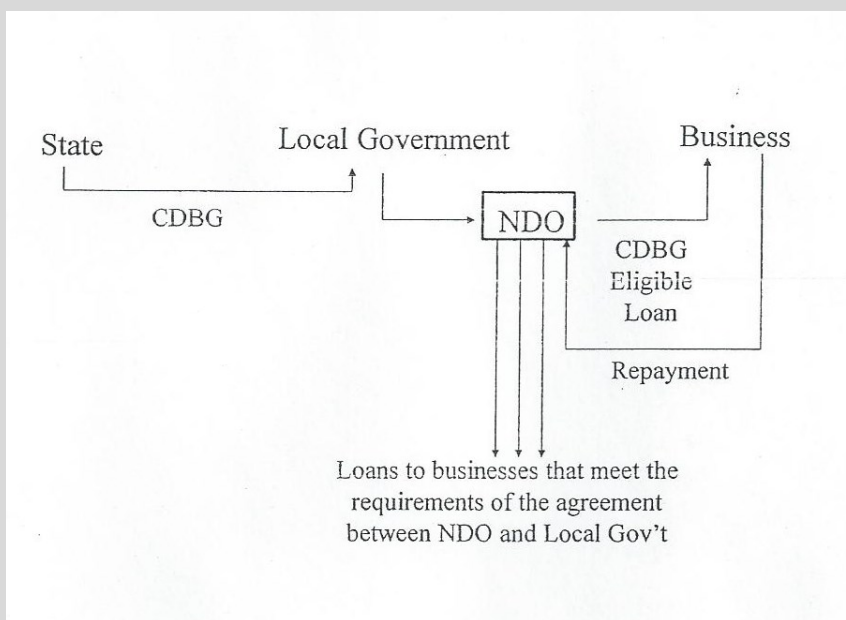 State
Local Government
Business
CDBG
NDO
CDBG
Eligible
Loan
Repayment
Loans to businesses that meet the
requirements of the agreement
between NDO and Local Gov't